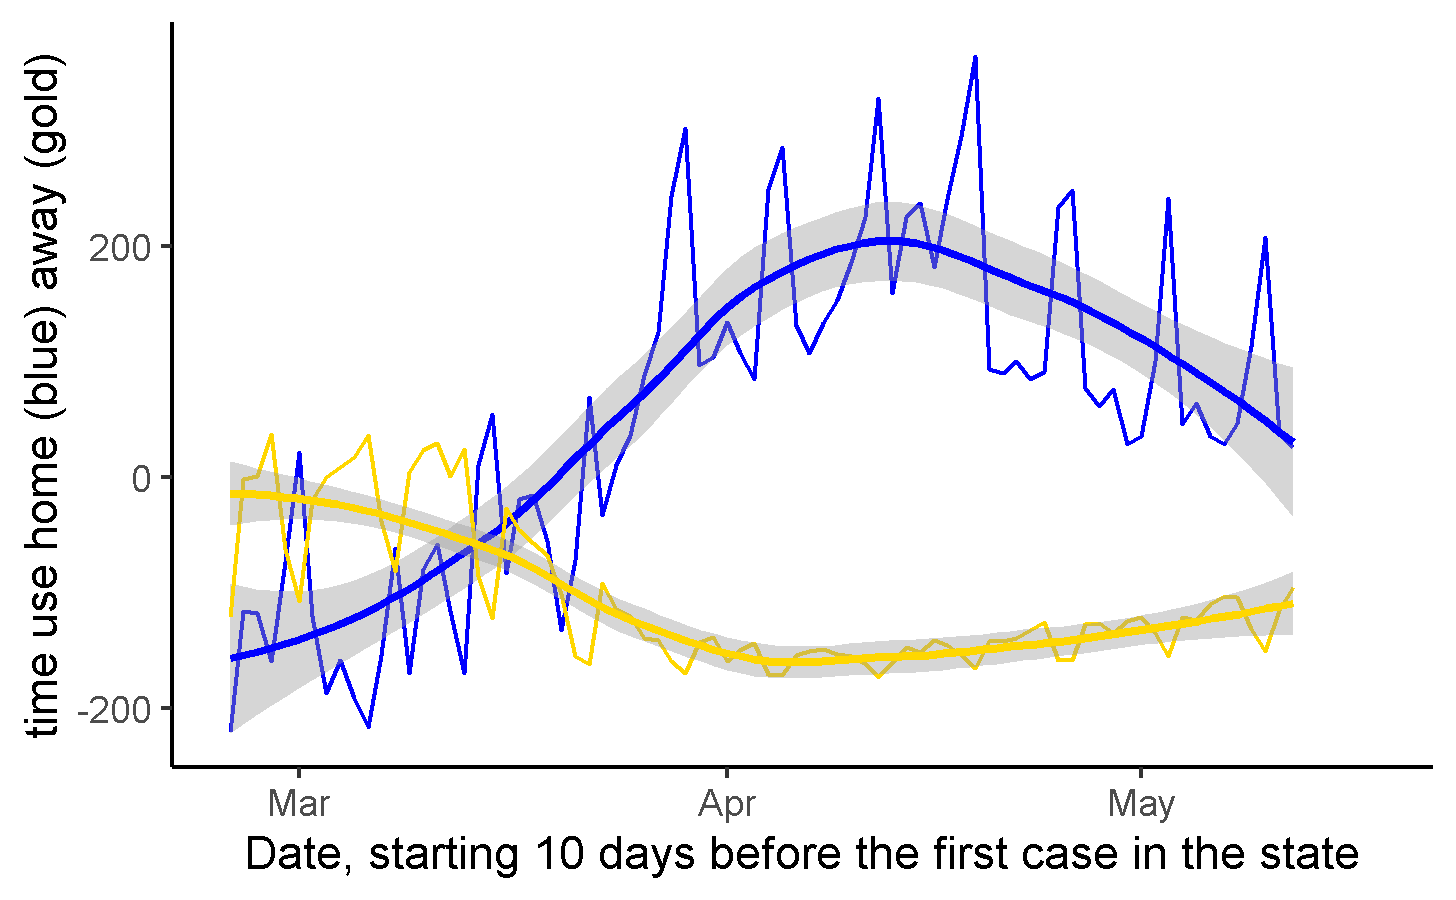 time use home (blue) away (gold)
200
0
-200
Mar Apr May
Date, starting 10 days before the first case in the state